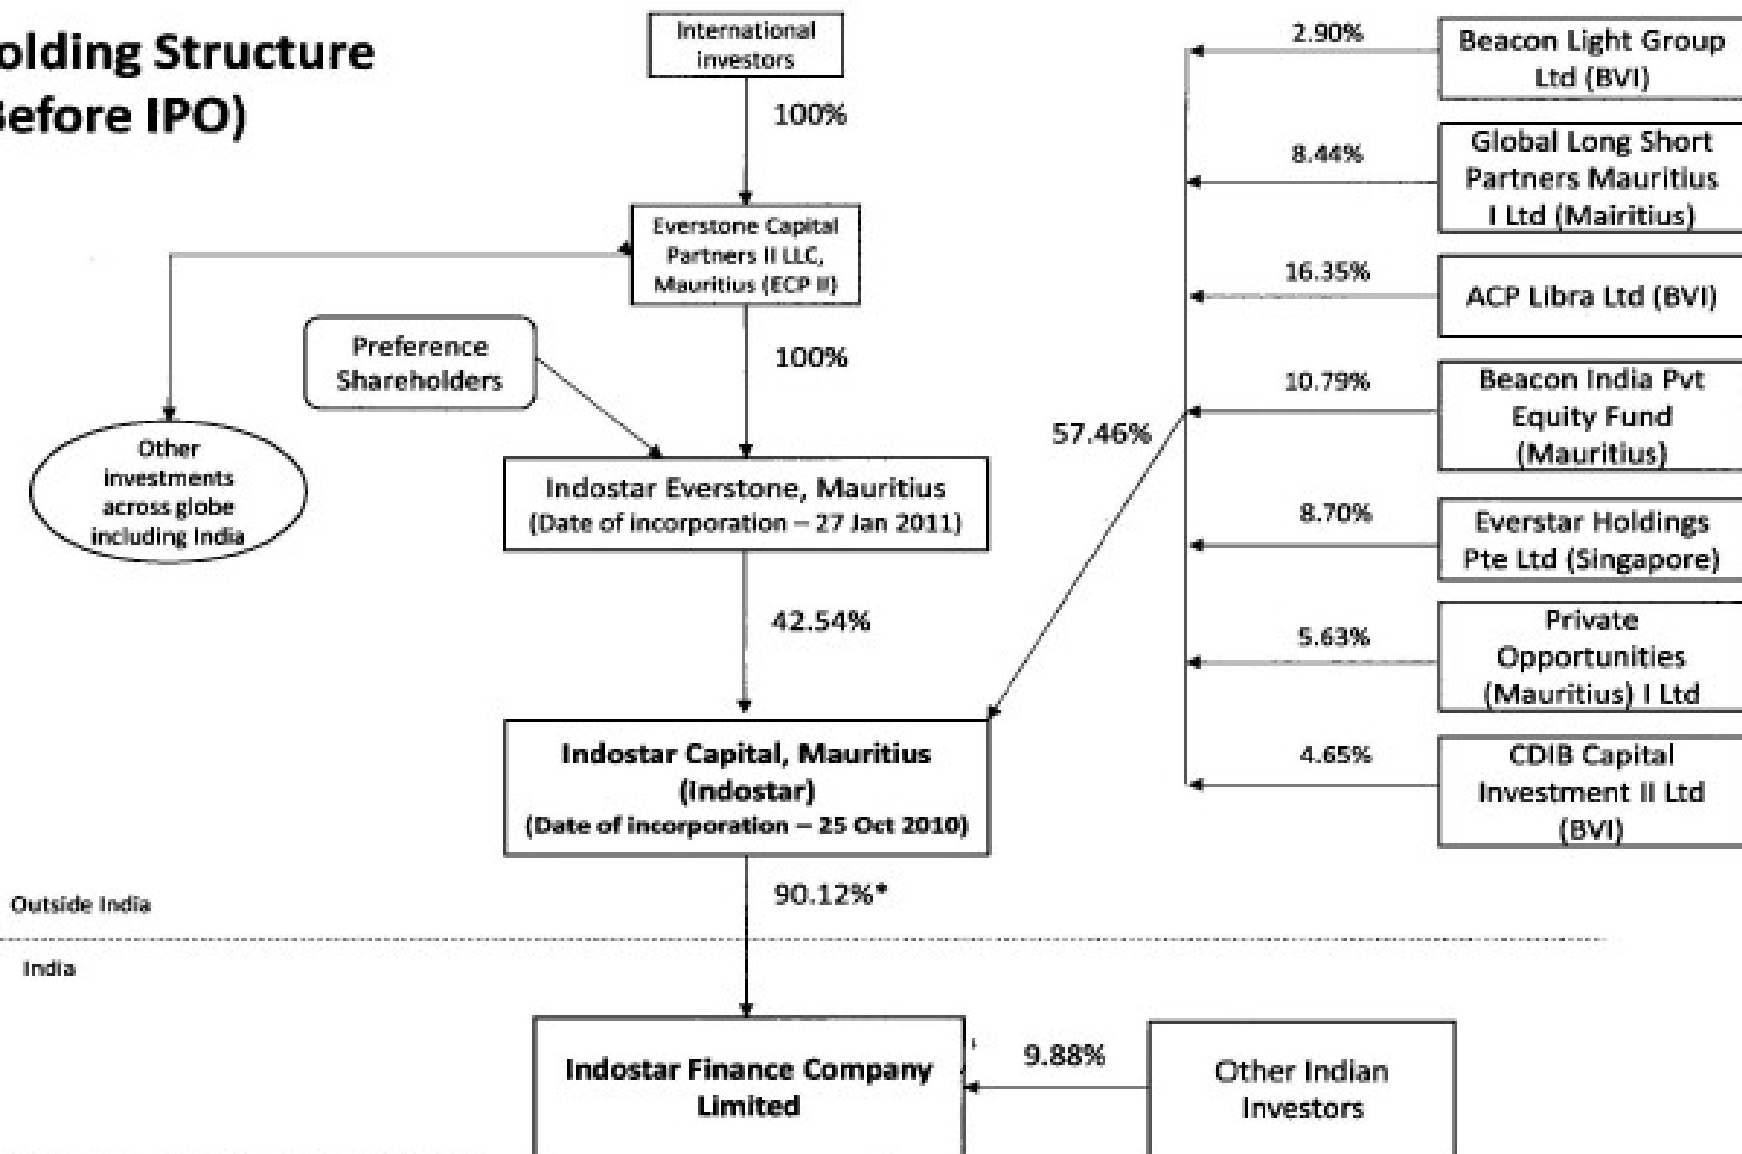 olding Structure
Before IPO)
International
investors
100%
Everstone Capital
Partners II LLC,
Mauritius (ECP II)
Preference
Shareholders
100%
Other
investments
across globe
including India
Indostar Everstone, Mauritius
(Date of incorporation – 27 Jan 2011)
42.54%
57.46%
Indostar Capital, Mauritius
(Indostar)
(Date of incorporation – 25 Oct 2010)
90.12%*
Outside India
India
Indostar Finance Company
Limited
9.88%
Other Indian
Investors
2.90%
Beacon Light Group
Ltd (BVI)
8.44%
Global Long Short
Partners Mauritius
I Ltd (Mairitius)
16.35%
ACP Libra Ltd (BVI)
10.79%
Beacon India Pvt
Equity Fund
(Mauritius)
8.70%
Everstar Holdings
Pte Ltd (Singapore)
5.63%
Private
Opportunities
(Mauritius) I Ltd
4.65%
CDIB Capital
Investment II Ltd
(BVI)